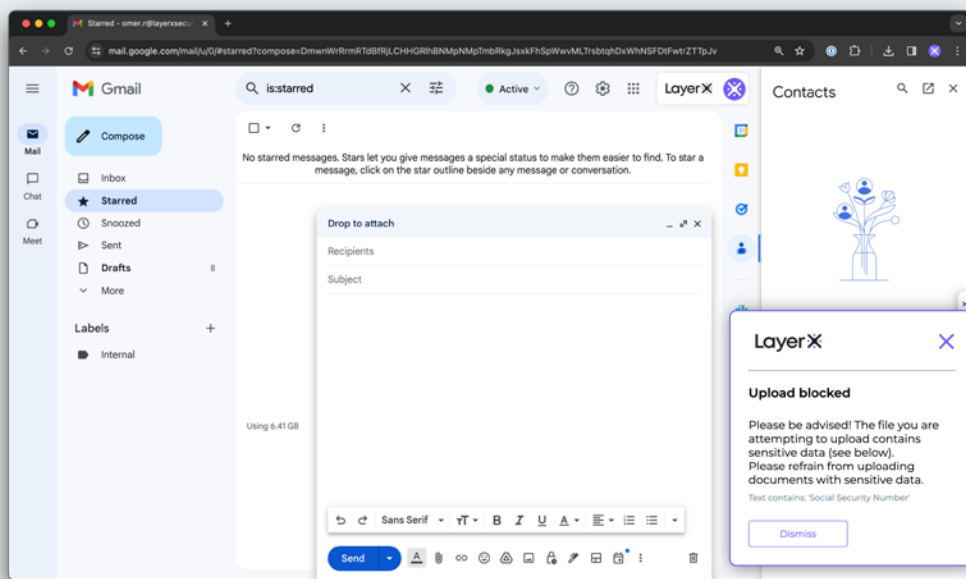 Starred – omer.r@layerxsecur
mail.google.com/mail/u/0/#starred?compose=DmwnWrRrmRTdBfRjLCHHGRlhBNMpNMpTmbRkgJsxkFhSpWwvMLTrsbtqhDxWhNSFDtFwtrZTTpJv
Gmail
is:starred
Active
LayerX
Contacts
Mail
Chat
Meet
Compose
Inbox
Starred
Snoozed
Sent
Drafts 8
More
Labels
Internal
No starred messages. Stars let you give messages a special status to make them easier to find. To star a
message, click on the star outline beside any message or conversation.
Using 6.41 GB
Drop to attach
Recipients
Subject
Sans Serif
B I U A
Send
LayerX
Upload blocked
Please be advised! The file you are
attempting to upload contains
sensitive data (see below).
Please refrain from uploading
documents with sensitive data.
Text contains: 'Social Security Number'
Dismiss